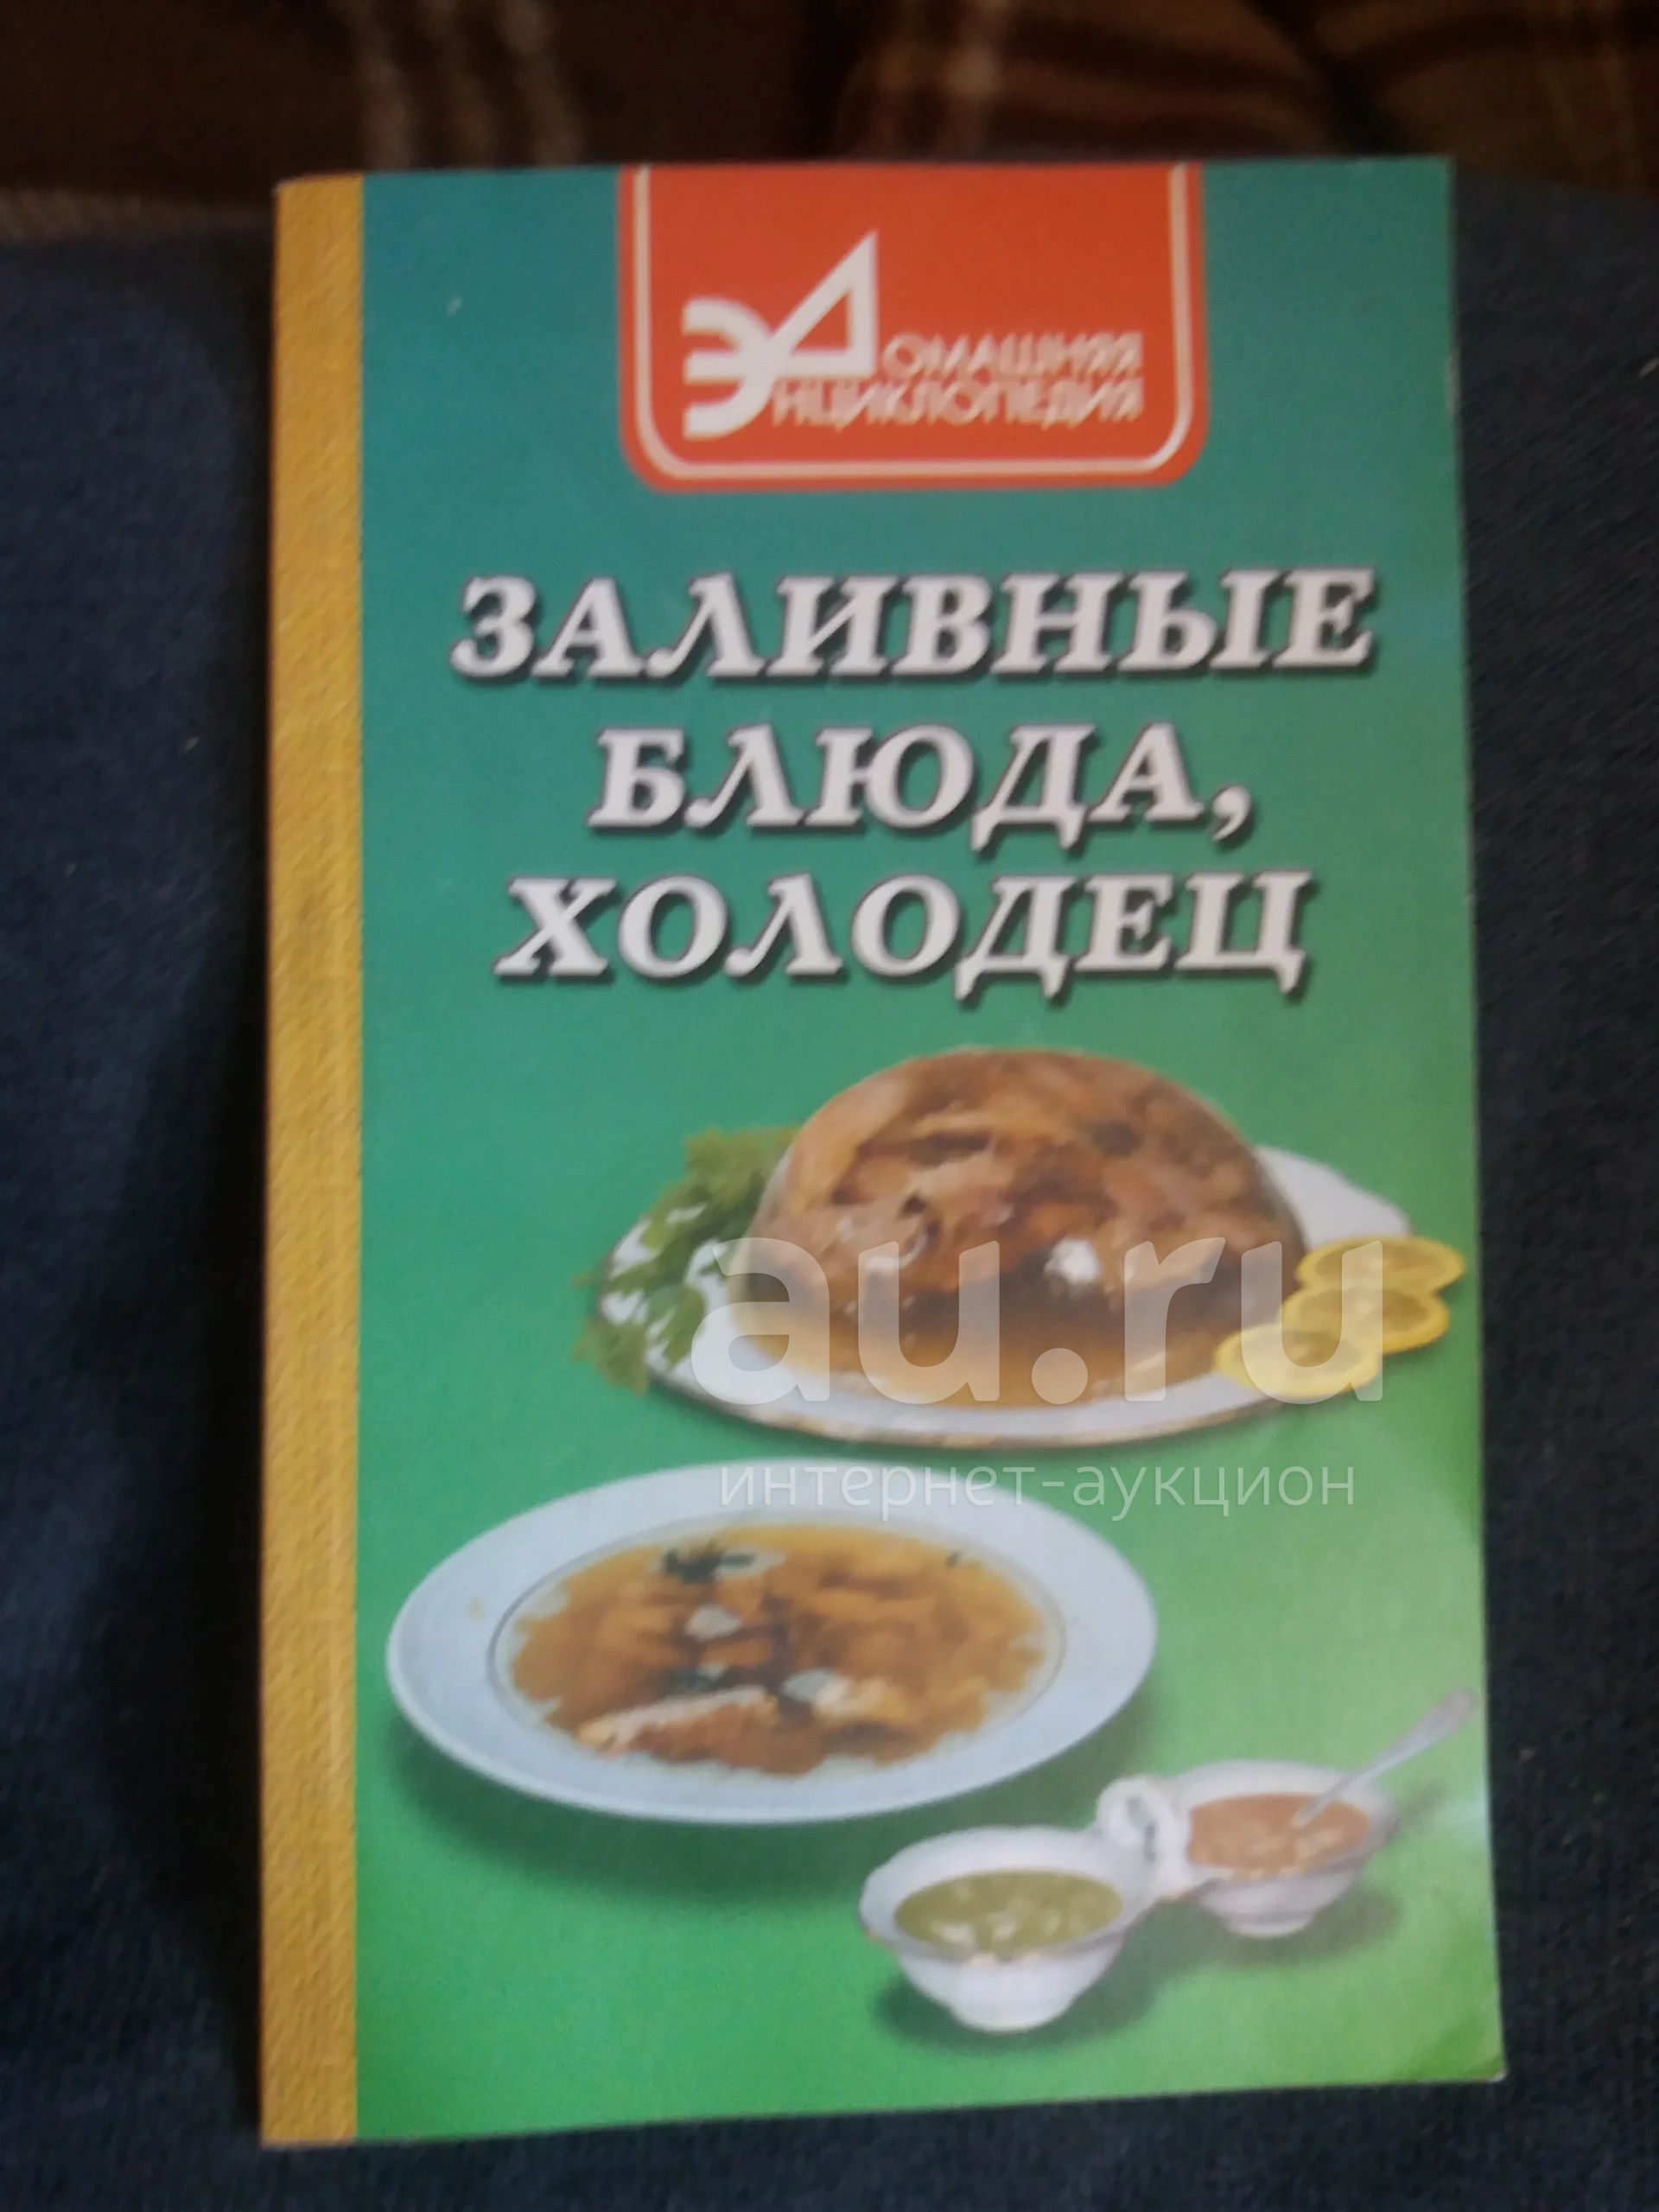 ДОМАШНЯЯ
ЭНЦИКЛОПЕДИЯ
ЗАЛИВНЫЕ
БЛЮДА,
ХОЛОДЕЦ
au.ru
интернет-аукцион